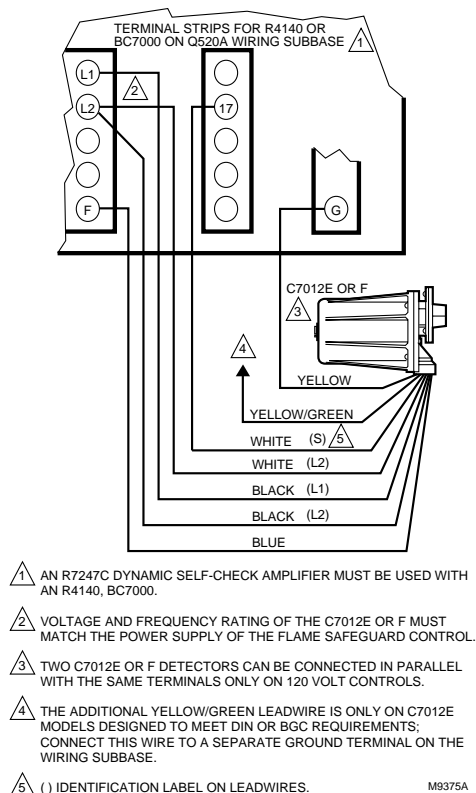 TERMINAL STRIPS FOR R4140 OR
BC7000 ON Q520A WIRING SUBBASE 1
L1
2
L2
17
F
G
C7012E OR F
3
4
YELLOW
YELLOW/GREEN
WHITE (S) 5
WHITE (L2)
BLACK (L1)
BLACK (L2)
BLUE
1 AN R7247C DYNAMIC SELF-CHECK AMPLIFIER MUST BE USED WITH
AN R4140, BC7000.
2 VOLTAGE AND FREQUENCY RATING OF THE C7012E OR F MUST
MATCH THE POWER SUPPLY OF THE FLAME SAFEGUARD CONTROL.
3 TWO C7012E OR F DETECTORS CAN BE CONNECTED IN PARALLEL
WITH THE SAME TERMINALS ONLY ON 120 VOLT CONTROLS.
4 THE ADDITIONAL YELLOW/GREEN LEADWIRE IS ONLY ON C7012E
MODELS DESIGNED TO MEET DIN OR BGC REQUIREMENTS;
CONNECT THIS WIRE TO A SEPARATE GROUND TERMINAL ON THE
WIRING SUBBASE.
5 ( ) IDENTIFICATION LABEL ON LEADWIRES. M9375A